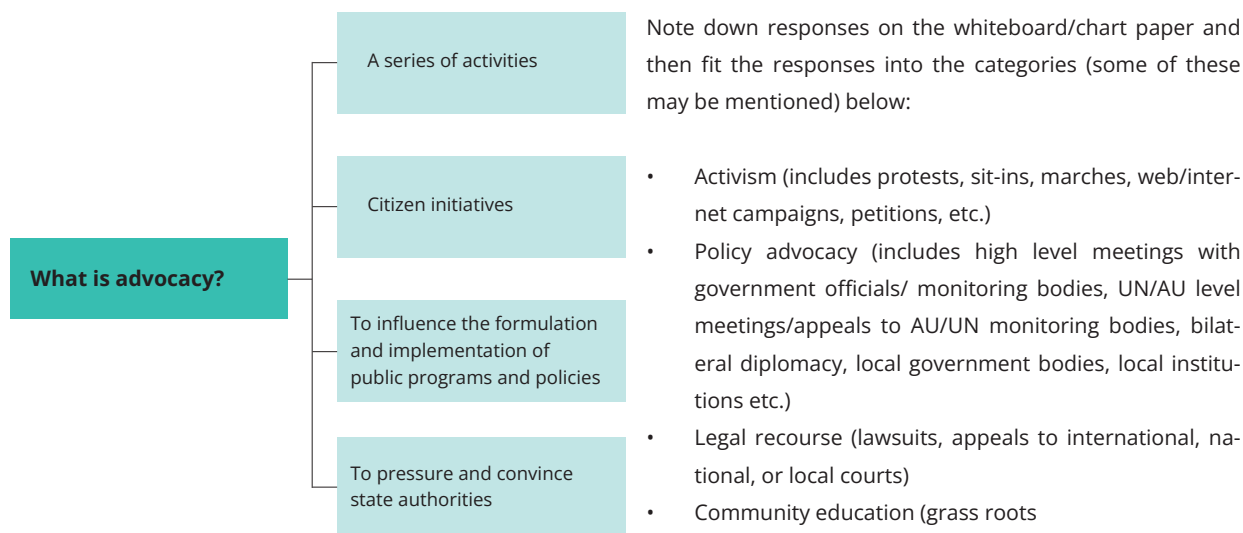 What is advocacy?
A series of activities
Citizen initiatives
To influence the formulation
and implementation of
public programs and policies
To pressure and convince
state authorities
Note down responses on the whiteboard/chart paper and
then fit the responses into the categories (some of these
may be mentioned) below:
• Activism (includes protests, sit-ins, marches, web/inter-
net campaigns, petitions, etc.)
• Policy advocacy (includes high level meetings with
government officials/ monitoring bodies, UN/AU level
meetings/appeals to AU/UN monitoring bodies, bilat-
eral diplomacy, local government bodies, local institu-
tions etc.)
• Legal recourse (lawsuits, appeals to international, na-
tional, or local courts)
• Community education (grass roots